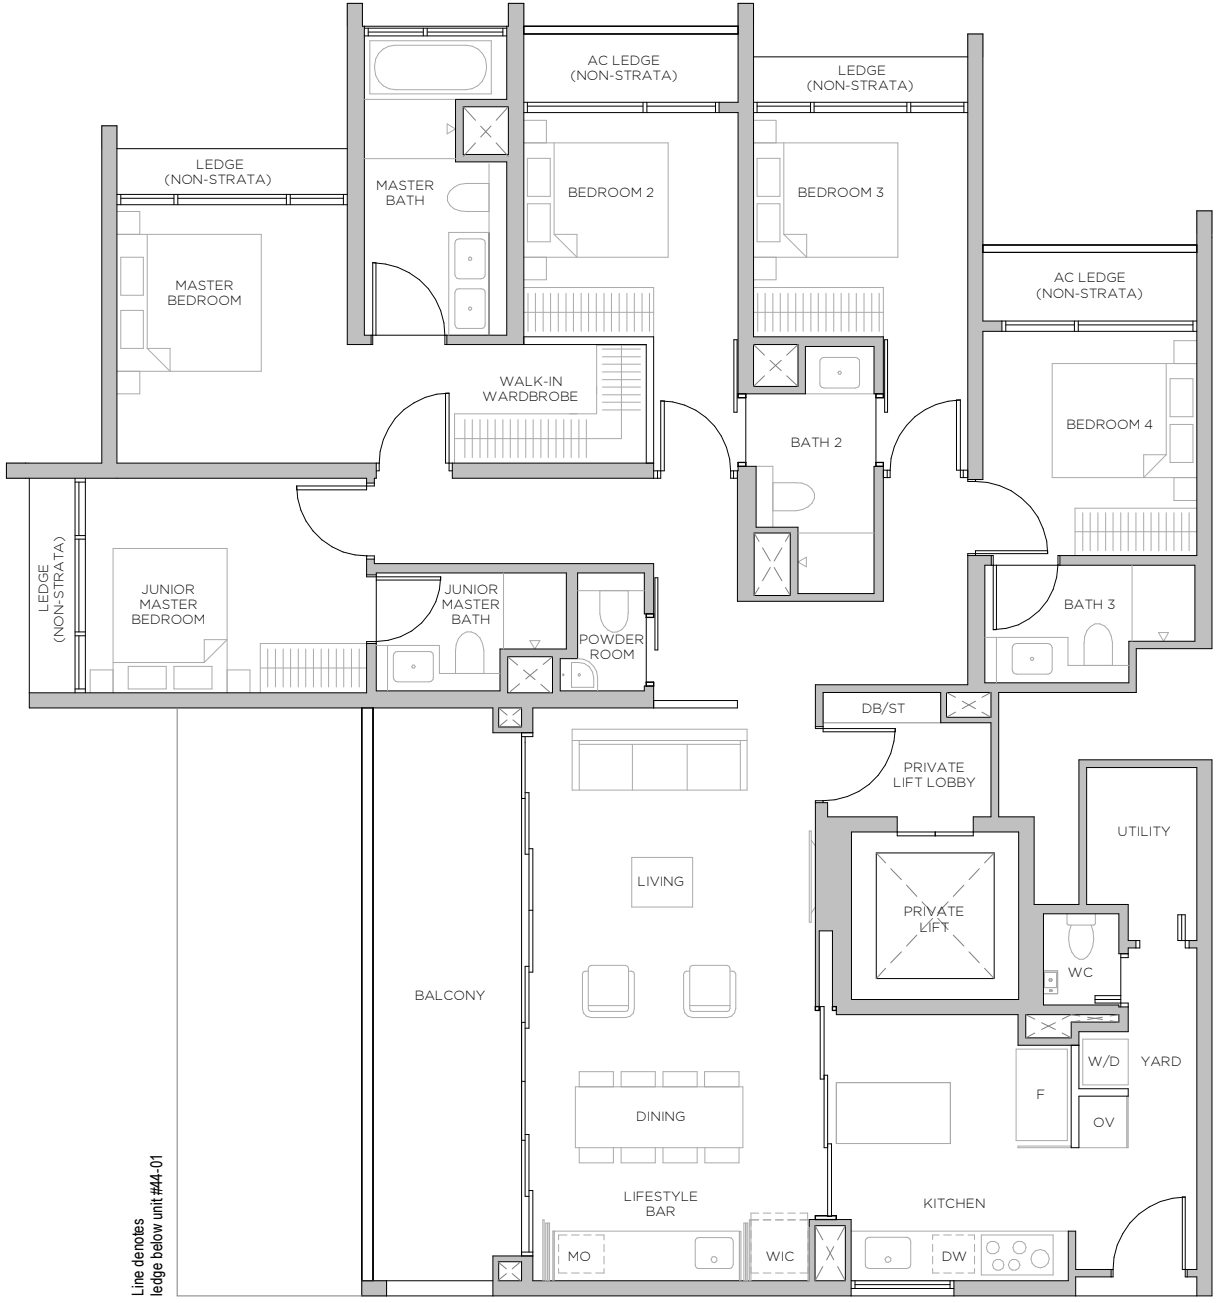 AC LEDGE
(NON-STRATA)
LEDGE
(NON-STRATA)
LEDGE
(NON-STRATA)
MASTER
BATH
BEDROOM 2
BEDROOM 3
AC LEDGE
(NON-STRATA)
MASTER
BEDROOM
WALK-IN
WARDBROBE
BATH 2
BEDROOM 4
LEDGE
(NON-STRATA)
JUNIOR
MASTER
BEDROOM
JUNIOR
MASTER
BATH
POWDER
ROOM
BATH 3
DB/ST
PRIVATE
LIFT LOBBY
UTILITY
LIVING
PRIVATE
LIFT
WC
BALCONY
W/D
YARD
F
OV
DINING
LIFESTYLE
BAR
KITCHEN
MO
WIC
DW
Line denotes
ledge below unit #44-01